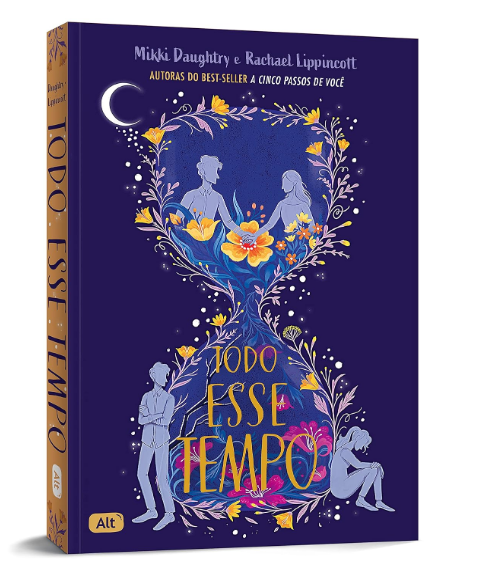 Mikki Daughtry e Rachael Lippincott
AUTORAS DO BEST-SELLER A CINCO PASSOS DE VOCÊ
TODO
ESSE
TEMPO
Alt
Daughtry
Lippincott
TODO ESSE TEMPO
Alt